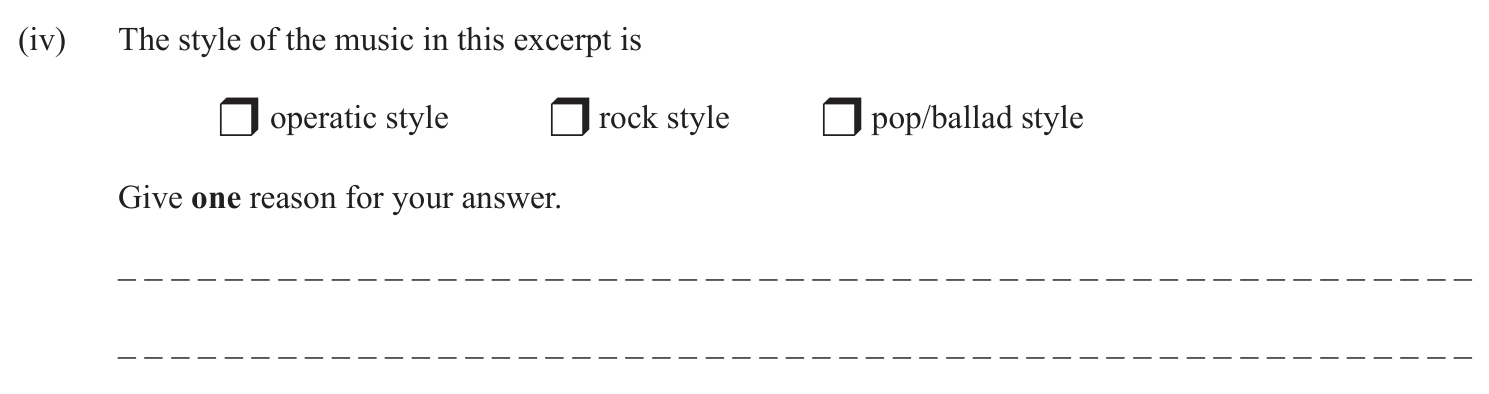 (iv) The style of the music in this excerpt is
operatic style rock style pop/ballad style
Give one reason for your answer.